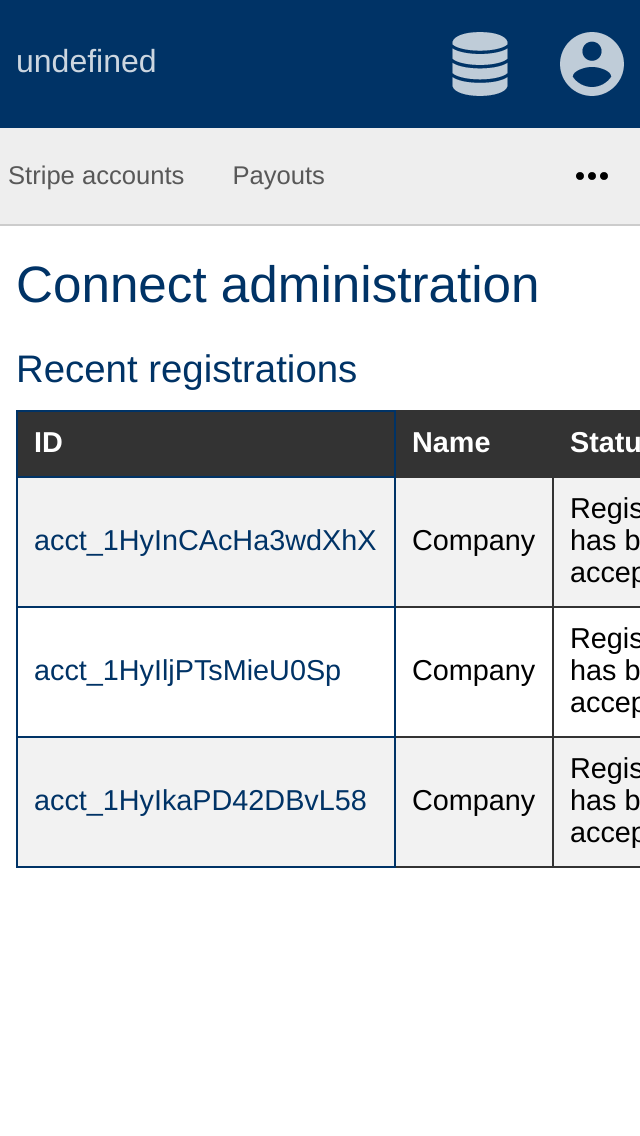 undefined
Stripe accounts Payouts
Connect administration
Recent registrations
ID Name Statu
Regis
acct_1HyInCAcHa3wdXhX Company has b
accep
Regis
acct_1HyIljPTsMieU0Sp Company has b
accep
Regis
acct_1HyIkaPD42DBvL58 Company has b
accep